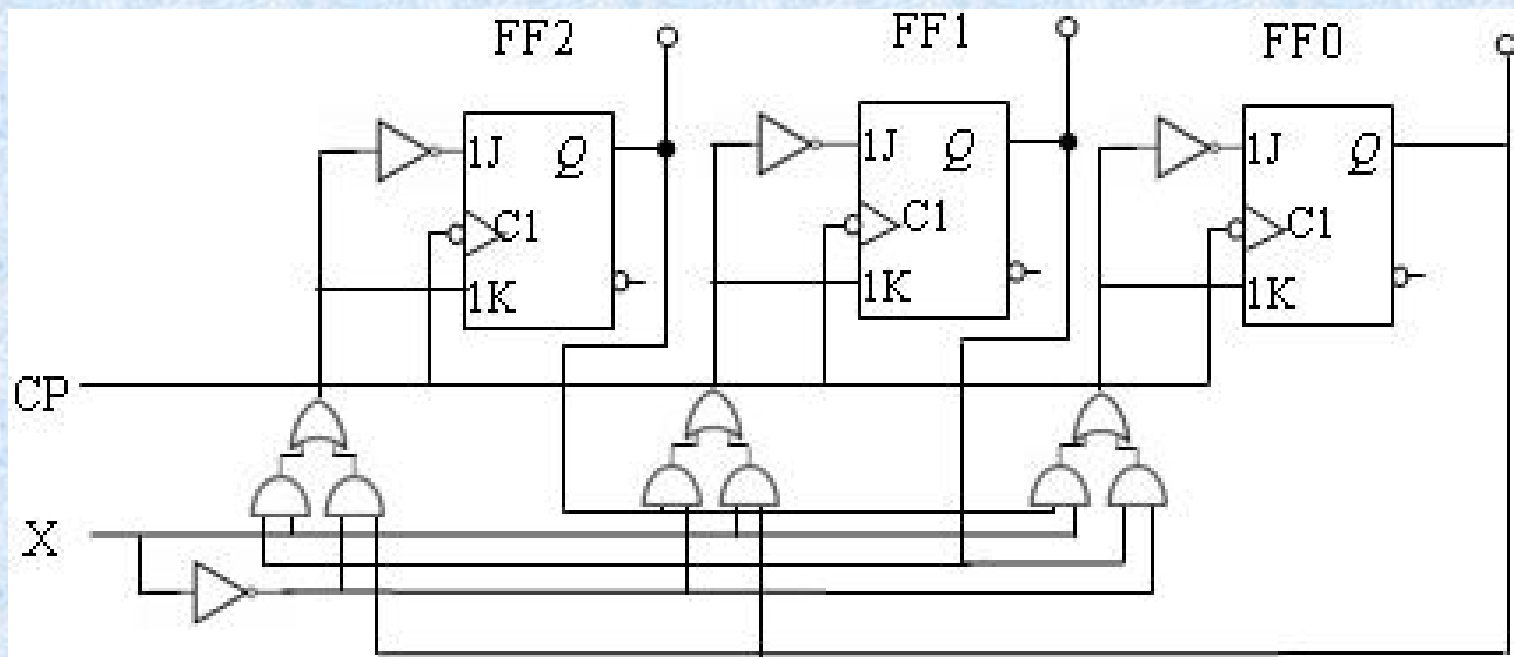 FF2 FF1 FF0
1J Q 1J Q 1J Q
C1 C1 C1
1K 1K 1K
CP
X